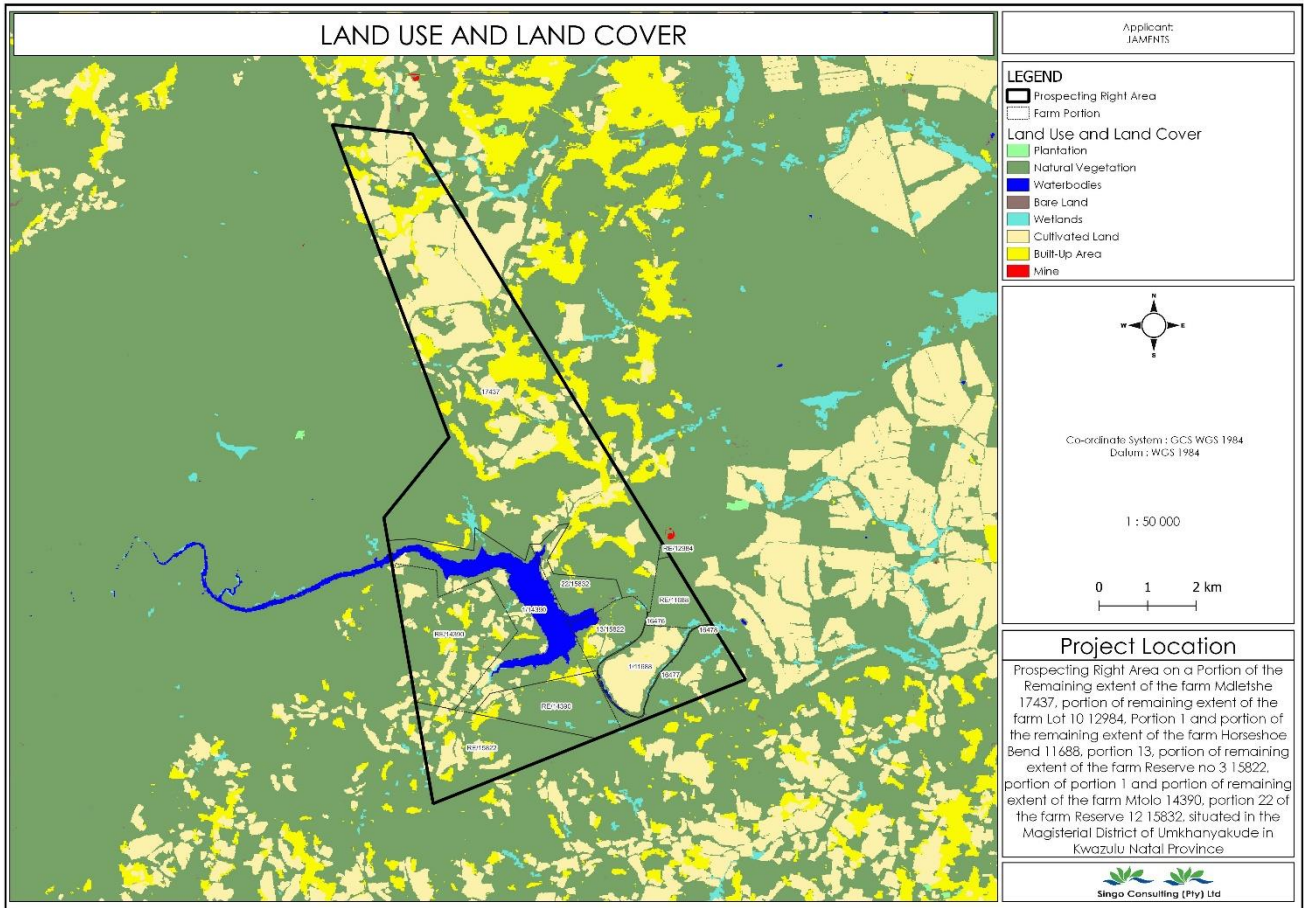 LAND USE AND LAND COVER
Applicant:
JAMENTS
LEGEND
Prospecting Right Area
Farm Portion
Land Use and Land Cover
Plantation
Natural Vegetation
Waterbodies
Bare Land
Wetlands
Cultivated Land
Built-Up Area
Mine
N
W
E
S
Co-ordinate System : GCS WGS 1984
Datum : WGS 1984
1 : 50 000
0 1 2 km
Project Location
Prospecting Right Area on a Portion of the
Remaining extent of the farm Mdletshe
17437, portion of remaining extent of the
farm Lot 10 12984, Portion 1 and portion of
the remaining extent of the farm Horseshoe
Bend 11688, portion 13, portion of remaining
extent of the farm Reserve no 3 15822,
portion of portion 1 and portion of remaining
extent of the farm Mtolo 14390, portion 22 of
the farm Reserve 12 15832, situated in the
Magisterial District of Umkhanyakude in
Kwazulu Natal Province
Singo Consulting (Pty) Ltd
17437
RE/12984
22/15832
RE/11688
1/14390
16476
13/15822
16478
RE/14390
1/11688
16477
RE/14390
RE/15822